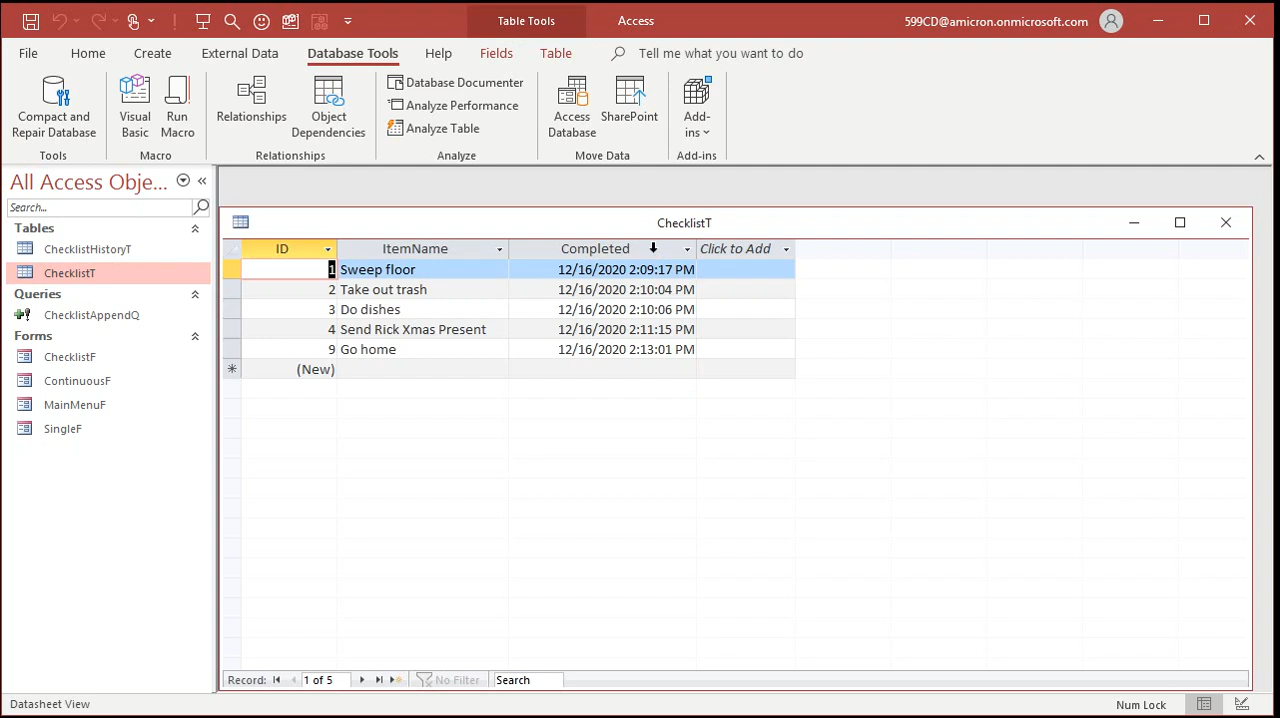 Table Tools
Access
599CD@amicron.onmicrosoft.com
File
Home
Create
External Data
Database Tools
Help
Fields
Table
Tell me what you want to do
Compact and
Repair Database
Visual
Basic
Run
Macro
Relationships
Object
Dependencies
Database Documenter
Analyze Performance
Analyze Table
Access
Database
SharePoint
Add-
ins
Tools
Macro
Relationships
Analyze
Move Data
Add-ins
All Access Obje...
Search...
Tables
ChecklistHistoryT
ChecklistT
Queries
ChecklistAppendQ
Forms
ChecklistF
ContinuousF
MainMenuF
SingleF
ChecklistT
ID ItemName Completed Click to Add
1 Sweep floor 12/16/2020 2:09:17 PM
2 Take out trash 12/16/2020 2:10:04 PM
3 Do dishes 12/16/2020 2:10:06 PM
4 Send Rick Xmas Present 12/16/2020 2:11:15 PM
9 Go home 12/16/2020 2:13:01 PM
* (New)
Record: 1 of 5 No Filter Search
Datasheet View
Num Lock